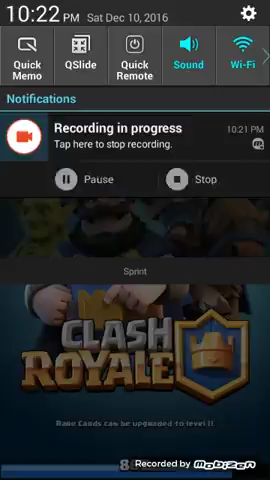 10:22 PM Sat Dec 10, 2016
Quick Memo
QSlide
Quick Remote
Sound
Wi-Fi
Notifications
Recording in progress 10:21 PM
Tap here to stop recording.
Pause Stop
Sprint
CLASH
ROYALE
Rare Cards can be upgraded to level 11
Recorded by Mobizen